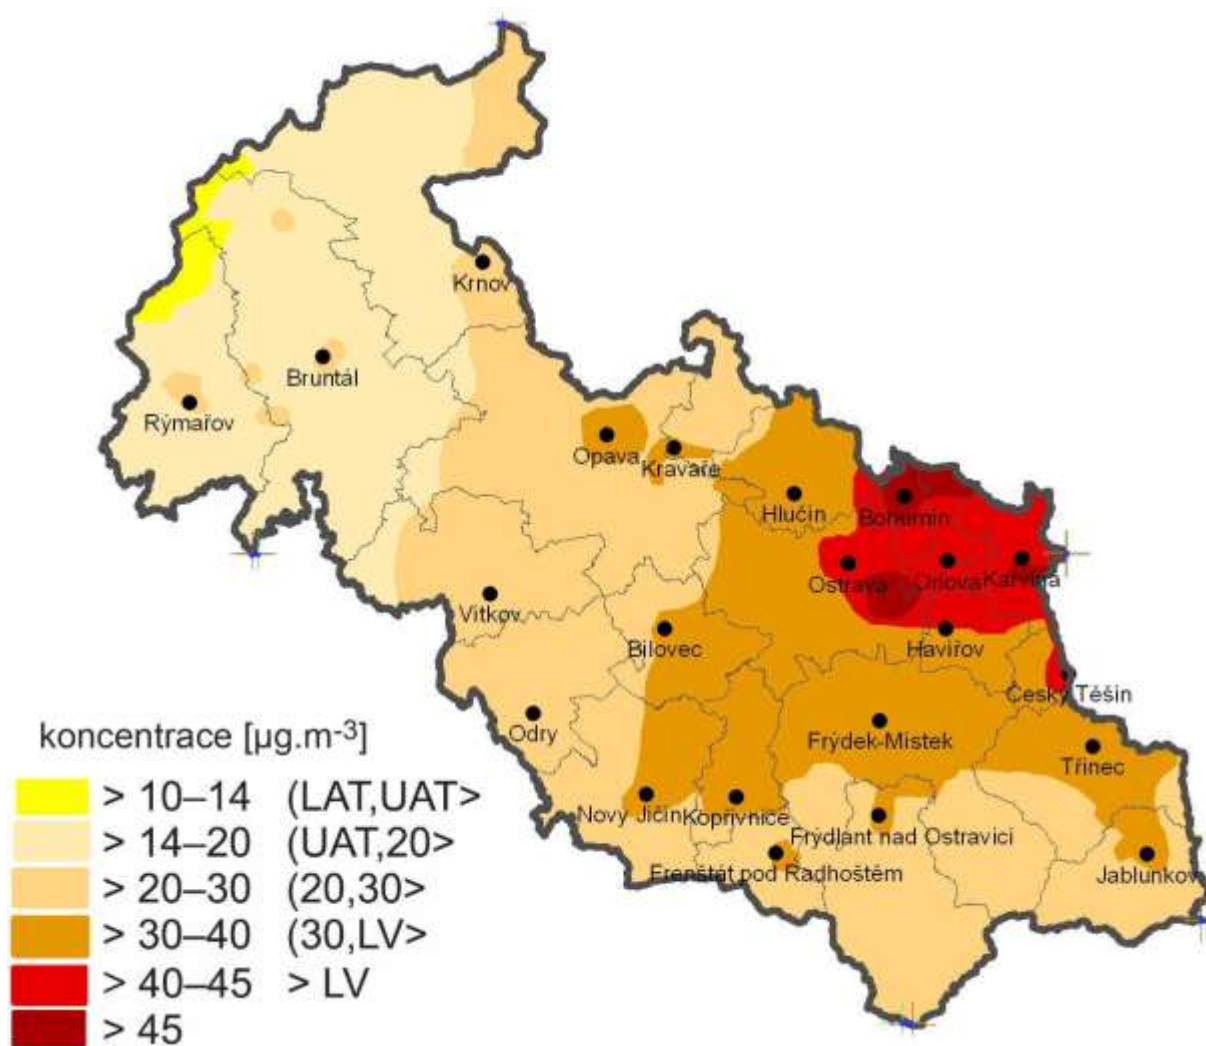 Krnov
Bruntál
Rýmařov
Opava
Kravaře
Hlučín
Bohumín
Ostrava
Orlová
Karviná
Vítkov
Bílovec
Havířov
Český Těšín
Odry
Frýdek-Místek
Třinec
Nový Jičín
Kopřivnice
Frýdlant nad Ostravicí
Frenštát pod Radhoštěm
Jablunkov
koncentrace [µg.m-3]
> 10–14 (LAT,UAT>
> 14–20 (UAT,20>
> 20–30 (20,30>
> 30–40 (30,LV>
> 40–45 > LV
> 45